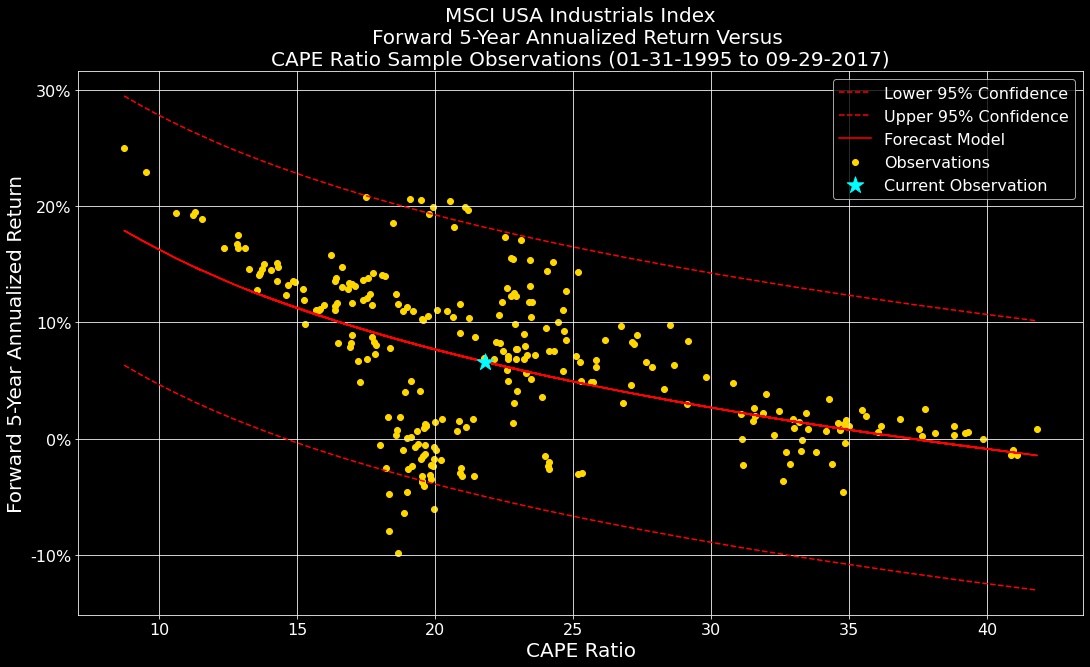 MSCI USA Industrials Index
Forward 5-Year Annualized Return Versus
CAPE Ratio Sample Observations (01-31-1995 to 09-29-2017)
Lower 95% Confidence
Upper 95% Confidence
Forecast Model
Observations
Current Observation
Forward 5-Year Annualized Return
30%
20%
10%
0%
-10%
10 15 20 25 30 35 40
CAPE Ratio